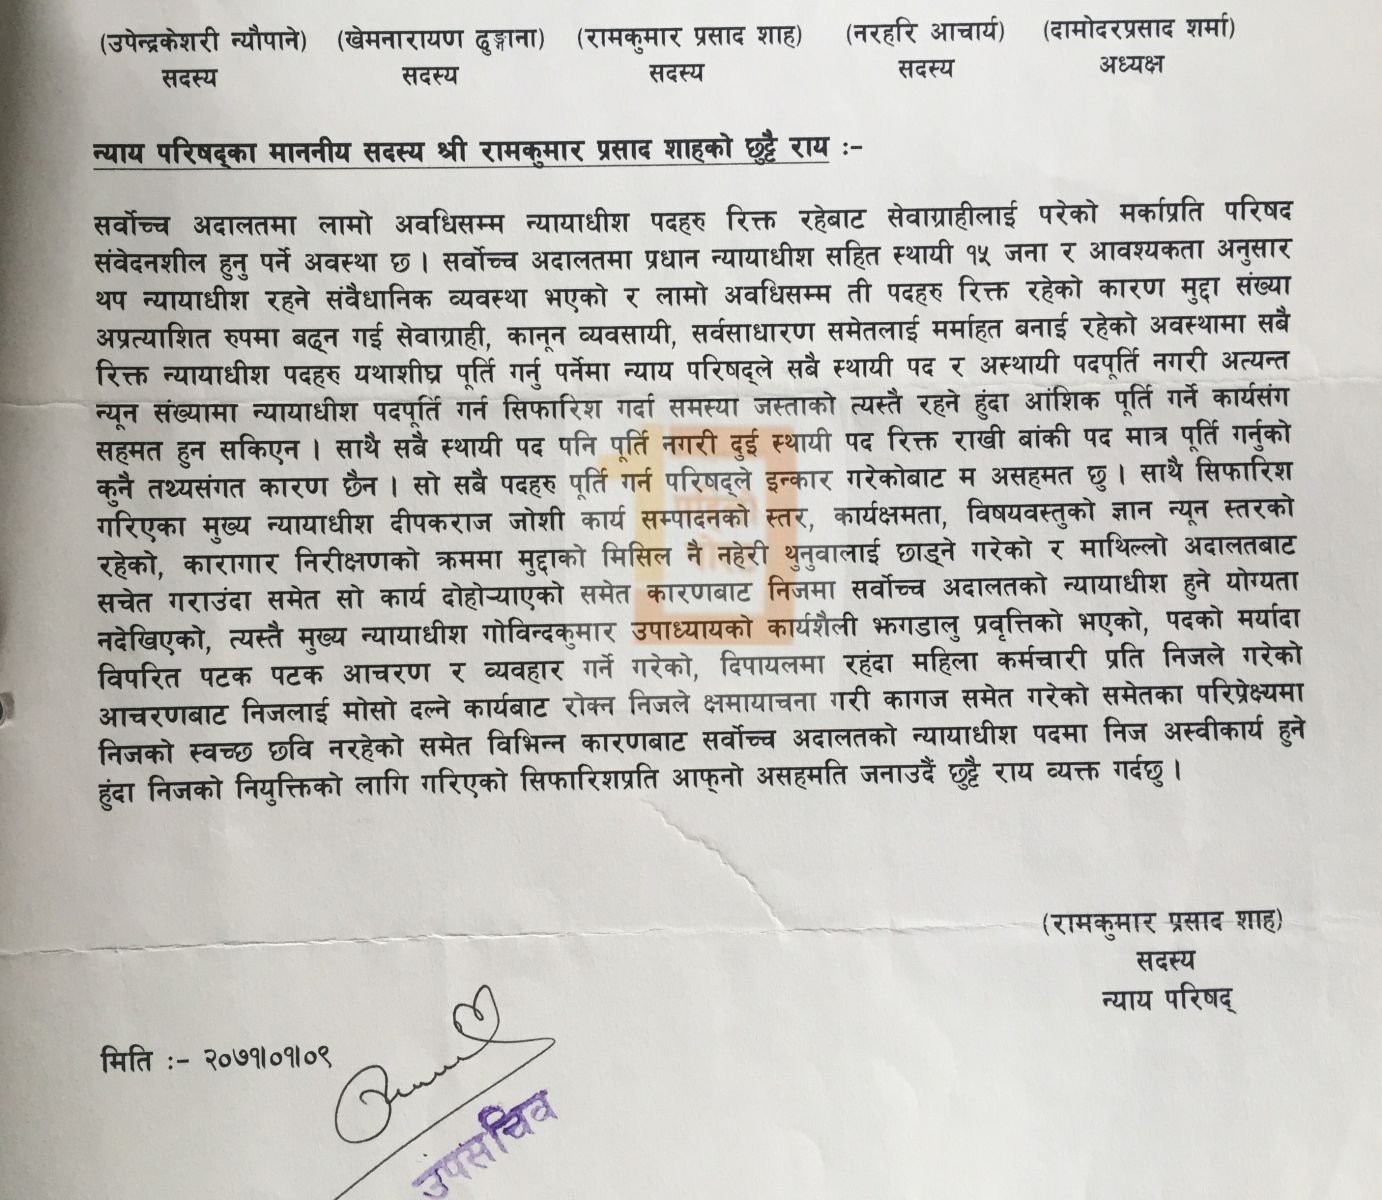 (उपेन्द्रकेशरी न्यौपाने) (खेमनारायण ढुङ्गाना) (रामकुमार प्रसाद शाह) (नरहरि आचार्य) (दामोदरप्रसाद शर्मा)
सदस्य सदस्य सदस्य सदस्य अध्यक्ष
न्याय परिषद्का माननीय सदस्य श्री रामकुमार प्रसाद शाहको छुट्टै राय :-
सर्वोच्च अदालतमा लामो अवधिसम्म न्यायाधीश पदहरु रिक्त रहेबाट सेवाग्राहीलाई परेको मर्काप्रति परिषद
संवेदनशील हुनु पर्ने अवस्था छ । सर्वोच्च अदालतमा प्रधान न्यायाधीश सहित स्थायी १५ जना र आवश्यकता अनुसार
थप न्यायाधीश रहने संवैधानिक व्यवस्था भएको र लामो अवधिसम्म ती पदहरु रिक्त रहेको कारण मुद्दा संख्या
अप्रत्याशित रुपमा बढ्न गई सेवाग्राही, कानून व्यवसायी, सर्वसाधारण समेतलाई मर्माहत बनाई रहेको अवस्थामा सबै
रिक्त न्यायाधीश पदहरु यथाशीघ्र पूर्ति गर्नु पर्नेमा न्याय परिषद्ले सबै स्थायी पद र अस्थायी पदपूर्ति नगरी अत्यन्त
न्यून संख्यामा न्यायाधीश पदपूर्ति गर्न सिफारिश गर्दा समस्या जस्ताको त्यस्तै रहने हुंदा आंशिक पूर्ति गर्ने कार्यसंग
सहमत हुन सकिएन । साथै सबै स्थायी पद पनि पूर्ति नगरी दुई स्थायी पद रिक्त राखी बांकी पद मात्र पूर्ति गर्नुको
कुनै तथ्यसंगत कारण छैन । सो सबै पदहरु पूर्ति गर्न परिषद्ले इन्कार गरेकोबाट म असहमत छु । साथै सिफारिश
गरिएका मुख्य न्यायाधीश दीपकराज जोशी कार्य सम्पादनको स्तर, कार्यक्षमता, विषयवस्तुको ज्ञान न्यून स्तरको
रहेको, कारागार निरीक्षणको क्रममा मुद्दाको मिसिल नै नहेरी थुनुवालाई छाड्ने गरेको र माथिल्लो अदालतबाट
सचेत गराउंदा समेत सो कार्य दोहोऱ्याएको समेत कारणबाट निजमा सर्वोच्च अदालतको न्यायाधीश हुने योग्यता
नदेखिएको, त्यस्तै मुख्य न्यायाधीश गोविन्दकुमार उपाध्यायको कार्यशैली झगडालु प्रवृत्तिको भएको, पदको मर्यादा
विपरित पटक पटक आचरण र व्यवहार गर्ने गरेको, दिपायलमा रहंदा महिला कर्मचारी प्रति निजले गरेको
आचरणबाट निजलाई मोसो दल्ने कार्यबाट रोक्न निजले क्षमायाचना गरी कागज समेत गरेको समेतका परिप्रेक्ष्यमा
निजको स्वच्छ छवि नरहेको समेत विभिन्न कारणबाट सर्वोच्च अदालतको न्यायाधीश पदमा निज अस्वीकार्य हुने
हुंदा निजको नियुक्तिको लागि गरिएको सिफारिशप्रति आफ्नो असहमति जनाउदैं छुट्टै राय व्यक्त गर्दछु ।
(रामकुमार प्रसाद शाह)
सदस्य
न्याय परिषद्
मिति :- २०७१।०१।०९
उपसचिव